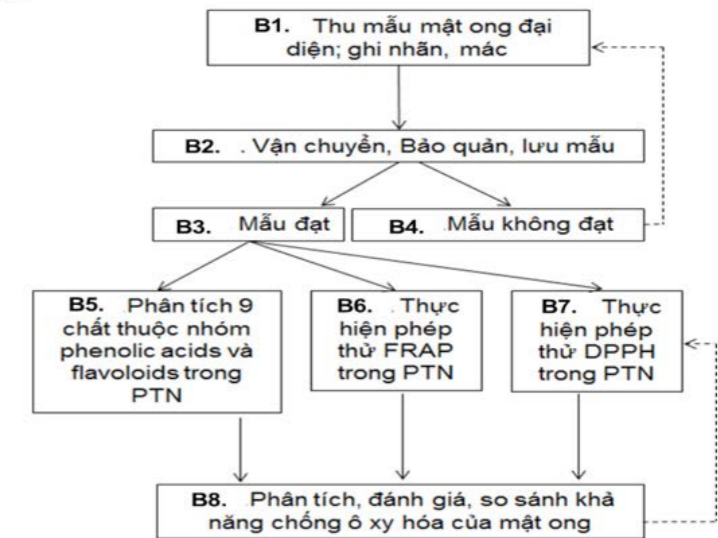 B1. Thu mẫu mật ong đại
diện; ghi nhãn, mác
B2. . Vận chuyển, Bảo quản, lưu mẫu
B3. Mẫu đạt
B4. .Mẫu không đạt
B5. .Phân tích 9
chất thuộc nhóm
phenolic acids và
flavoloids trong
PTN
B6. . Thực
hiện phép
thử FRAP
trong PTN
B7. . Thực
hiện phép
thử DPPH
trong PTN
B8. .Phân tích, đánh giá, so sánh khả
năng chống ô xy hóa của mật ong